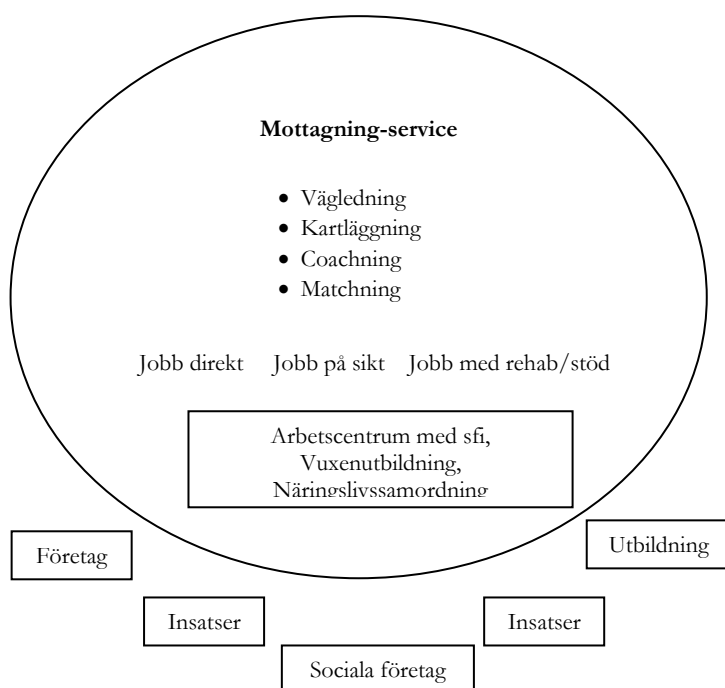 Mottagning-service
• Vägledning
• Kartläggning
• Coachning
• Matchning
Jobb direkt Jobb på sikt Jobb med rehab/stöd
Arbetscentrum med sfi,
Vuxenutbildning,
Näringslivssamordning
Företag
Utbildning
Insatser
Insatser
Sociala företag